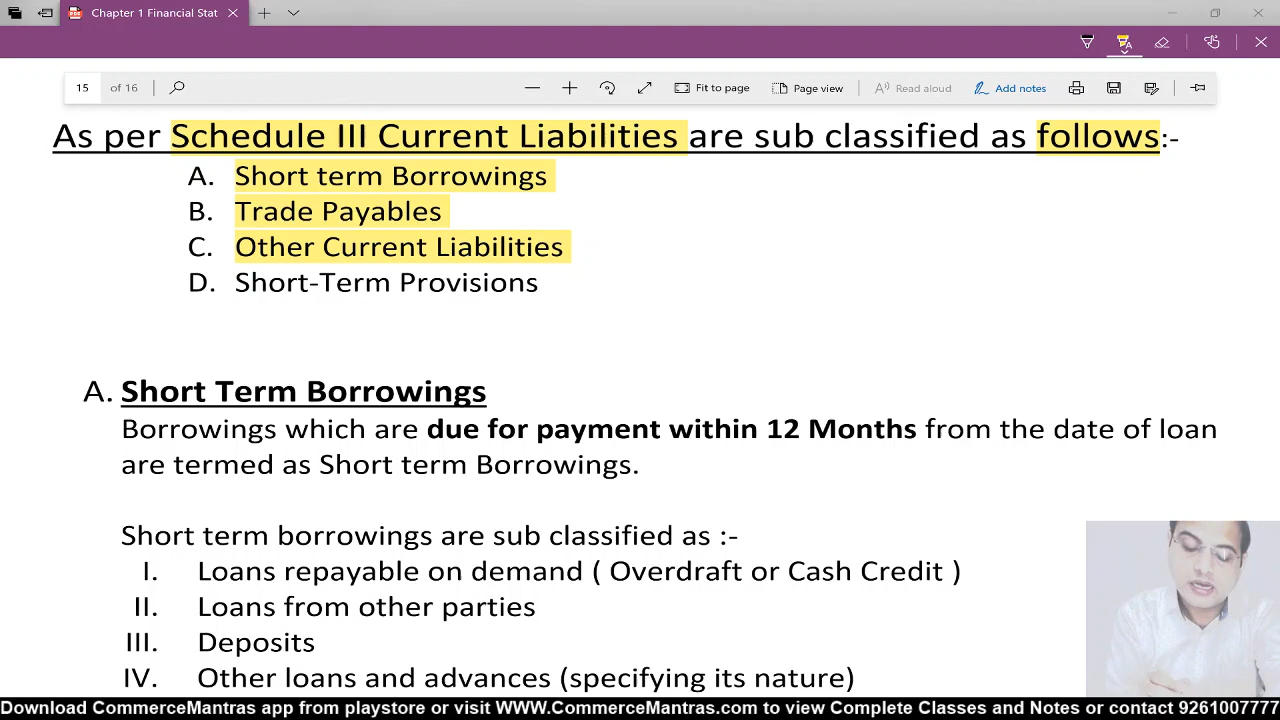 Chapter 1 Financial Stat
15 of 16
Fit to page
Page view
Read aloud
Add notes
As per Schedule III Current Liabilities are sub classified as follows:-
A. Short term Borrowings
B. Trade Payables
C. Other Current Liabilities
D. Short-Term Provisions
A. Short Term Borrowings
Borrowings which are due for payment within 12 Months from the date of loan
are termed as Short term Borrowings.
Short term borrowings are sub classified as :-
I. Loans repayable on demand ( Overdraft or Cash Credit )
II. Loans from other parties
III. Deposits
IV. Other loans and advances (specifying its nature)
Download CommerceMantras app from playstore or visit WWW.CommerceMantras.com to view Complete Classes and Notes or contact 9261007777